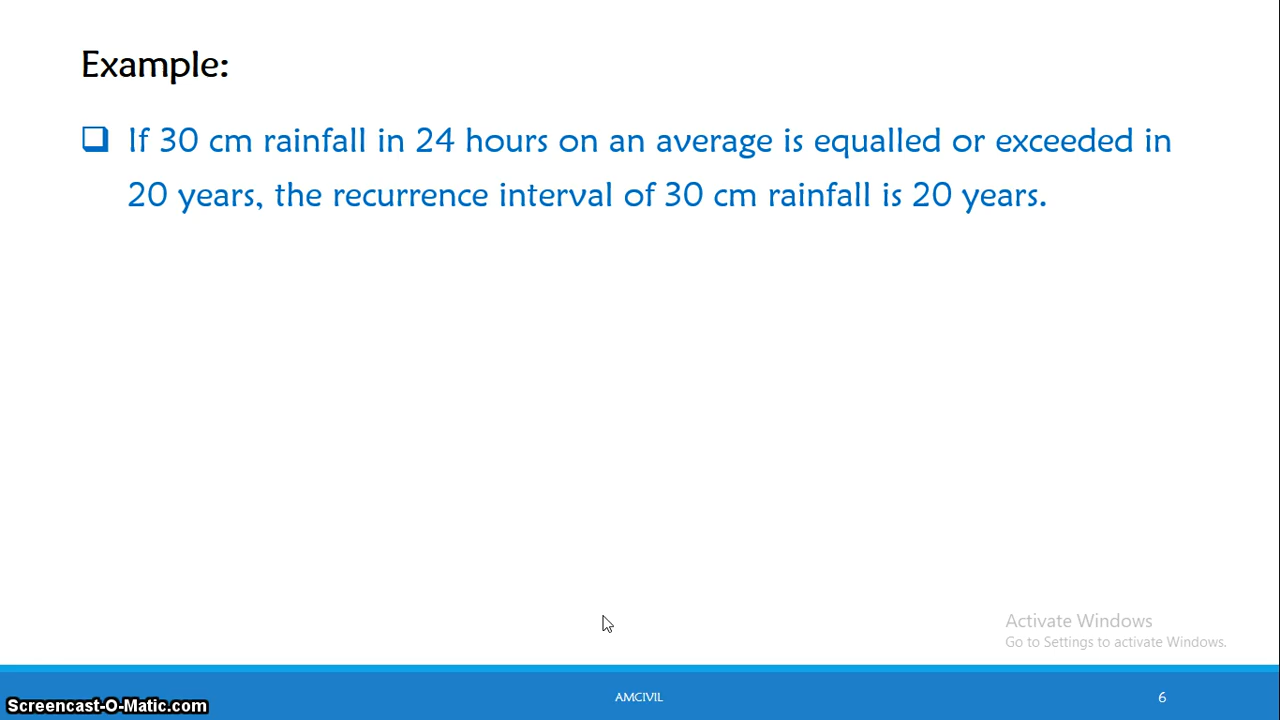 Example:
If 30 cm rainfall in 24 hours on an average is equalled or exceeded in
20 years, the recurrence interval of 30 cm rainfall is 20 years.
Activate Windows
Go to Settings to activate Windows.
AMCIVIL
6
Screencast-O-Matic.com